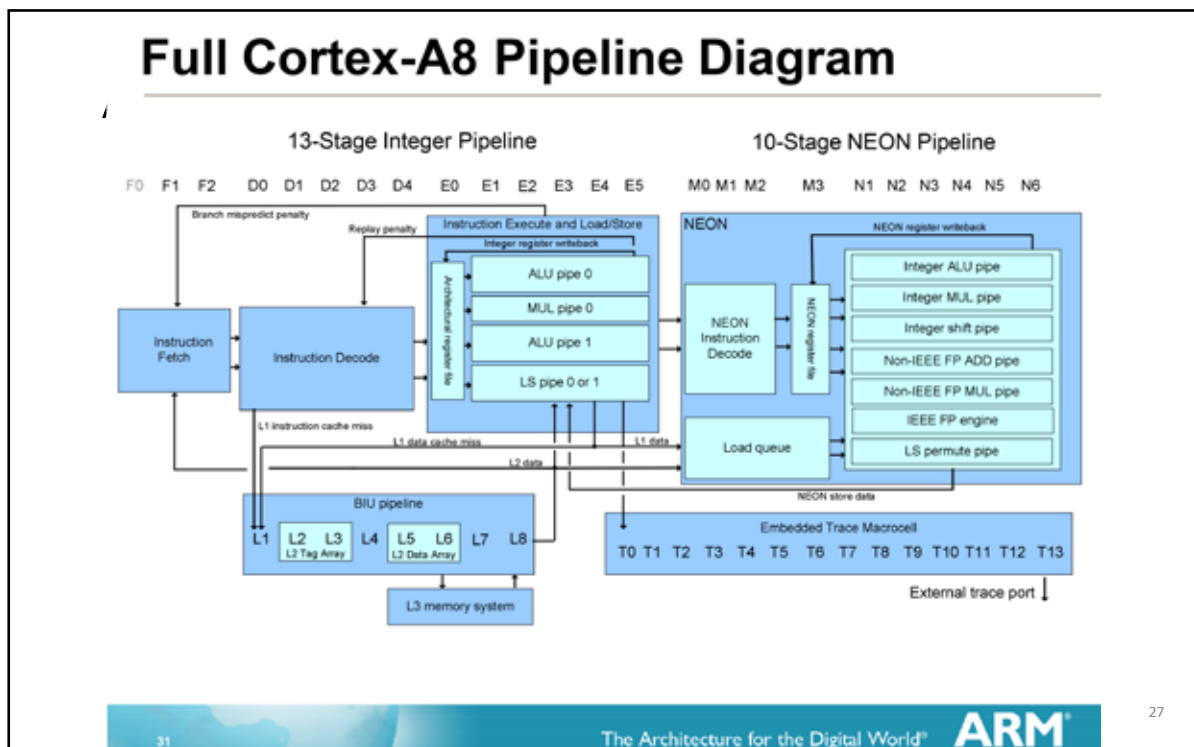 Full Cortex-A8 Pipeline Diagram
13-Stage Integer Pipeline
10-Stage NEON Pipeline
F0 F1 F2 D0 D1 D2 D3 D4 E0 E1 E2 E3 E4 E5
M0 M1 M2 M3 N1 N2 N3 N4 N5 N6
Branch mispredict penalty
Replay penalty
Instruction Execute and Load/Store
Integer register writeback
Architectural register file
ALU pipe 0
MUL pipe 0
ALU pipe 1
LS pipe 0 or 1
Instruction
Fetch
Instruction Decode
NEON
NEON register writeback
NEON
Instruction
Decode
NEON register file
Integer ALU pipe
Integer MUL pipe
Integer shift pipe
Non-IEEE FP ADD pipe
Non-IEEE FP MUL pipe
IEEE FP engine
LS permute pipe
Load queue
L1 instruction cache miss
L1 data cache miss
L1 data
L2 data
NEON store data
BIU pipeline
L1 L2 L3 L4 L5 L6 L7 L8
L2 Tag Array
L2 Data Array
L3 memory system
Embedded Trace Macrocell
T0 T1 T2 T3 T4 T5 T6 T7 T8 T9 T10 T11 T12 T13
External trace port
31
The Architecture for the Digital World®
ARM®
27